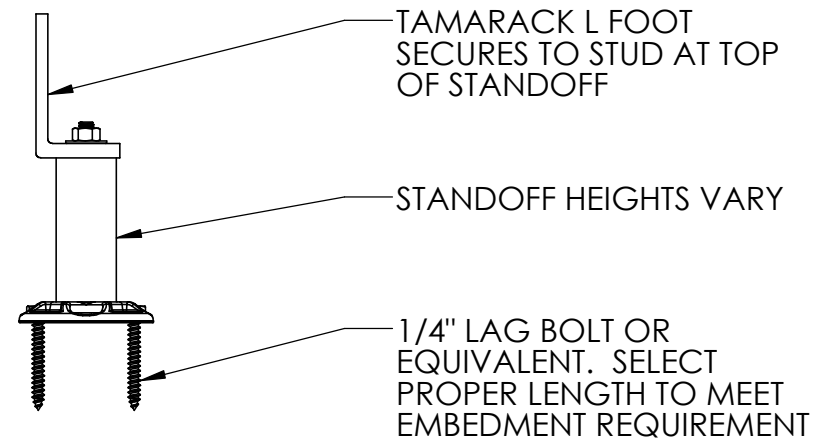 TAMARACK L FOOT
SECURES TO STUD AT TOP
OF STANDOFF
STANDOFF HEIGHTS VARY
1/4" LAG BOLT OR
EQUIVALENT. SELECT
PROPER LENGTH TO MEET
EMBEDMENT REQUIREMENT